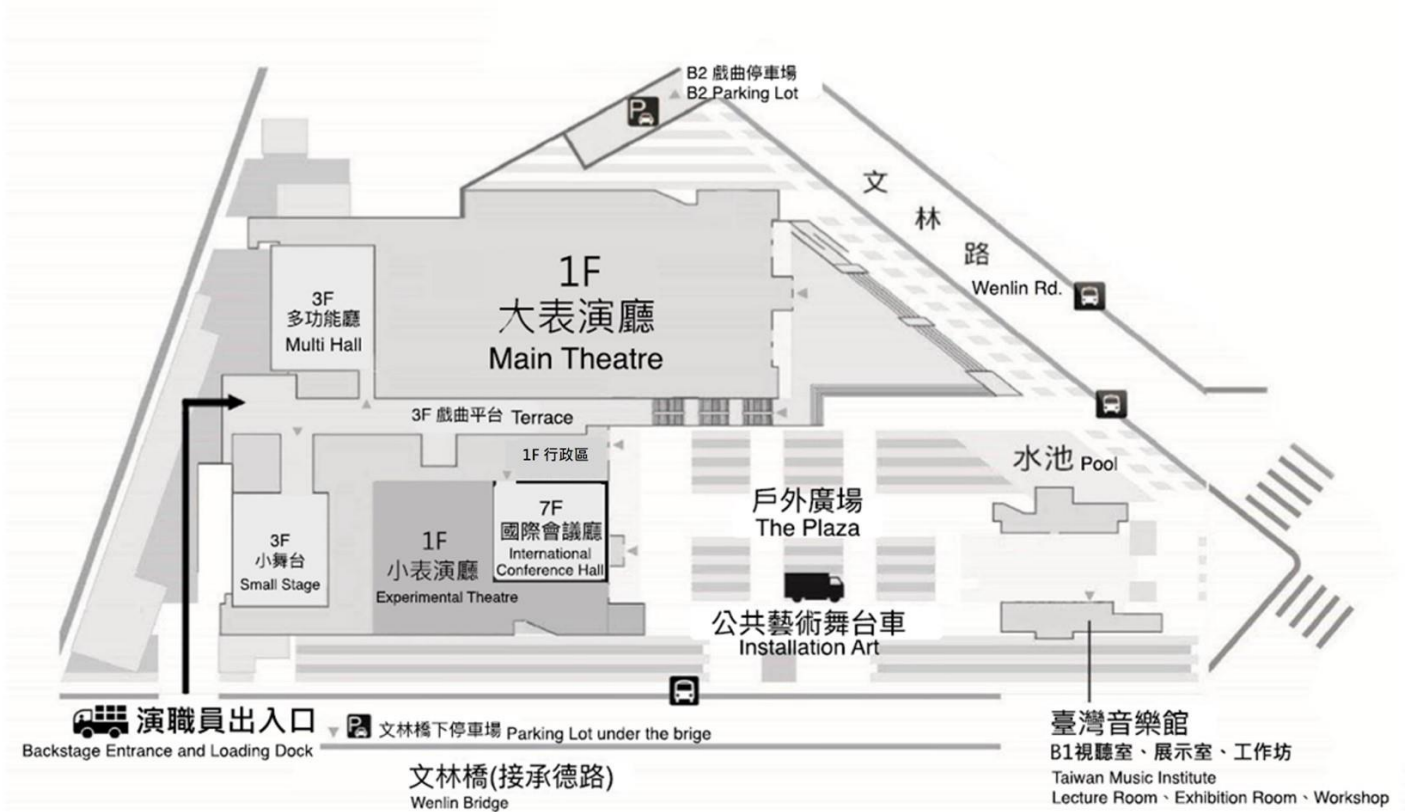 B2 戲曲停車場
B2 Parking Lot
P
文
林
路
Wenlin Rd.
1F
大表演廳
Main Theatre
3F
多功能廳
Multi Hall
3F 戲曲平台 Terrace
1F 行政區
水池 Pool
戶外廣場
The Plaza
7F
國際會議廳
International
Conference Hall
1F
小表演廳
Experimental Theatre
3F
小舞台
Small Stage
公共藝術舞台車
Installation Art
演職員出入口
Backstage Entrance and Loading Dock
P 文林橋下停車場 Parking Lot under the brige
文林橋(接承德路)
Wenlin Bridge
臺灣音樂館
B1視聽室、展示室、工作坊
Taiwan Music Institute
Lecture Room、Exhibition Room、Workshop